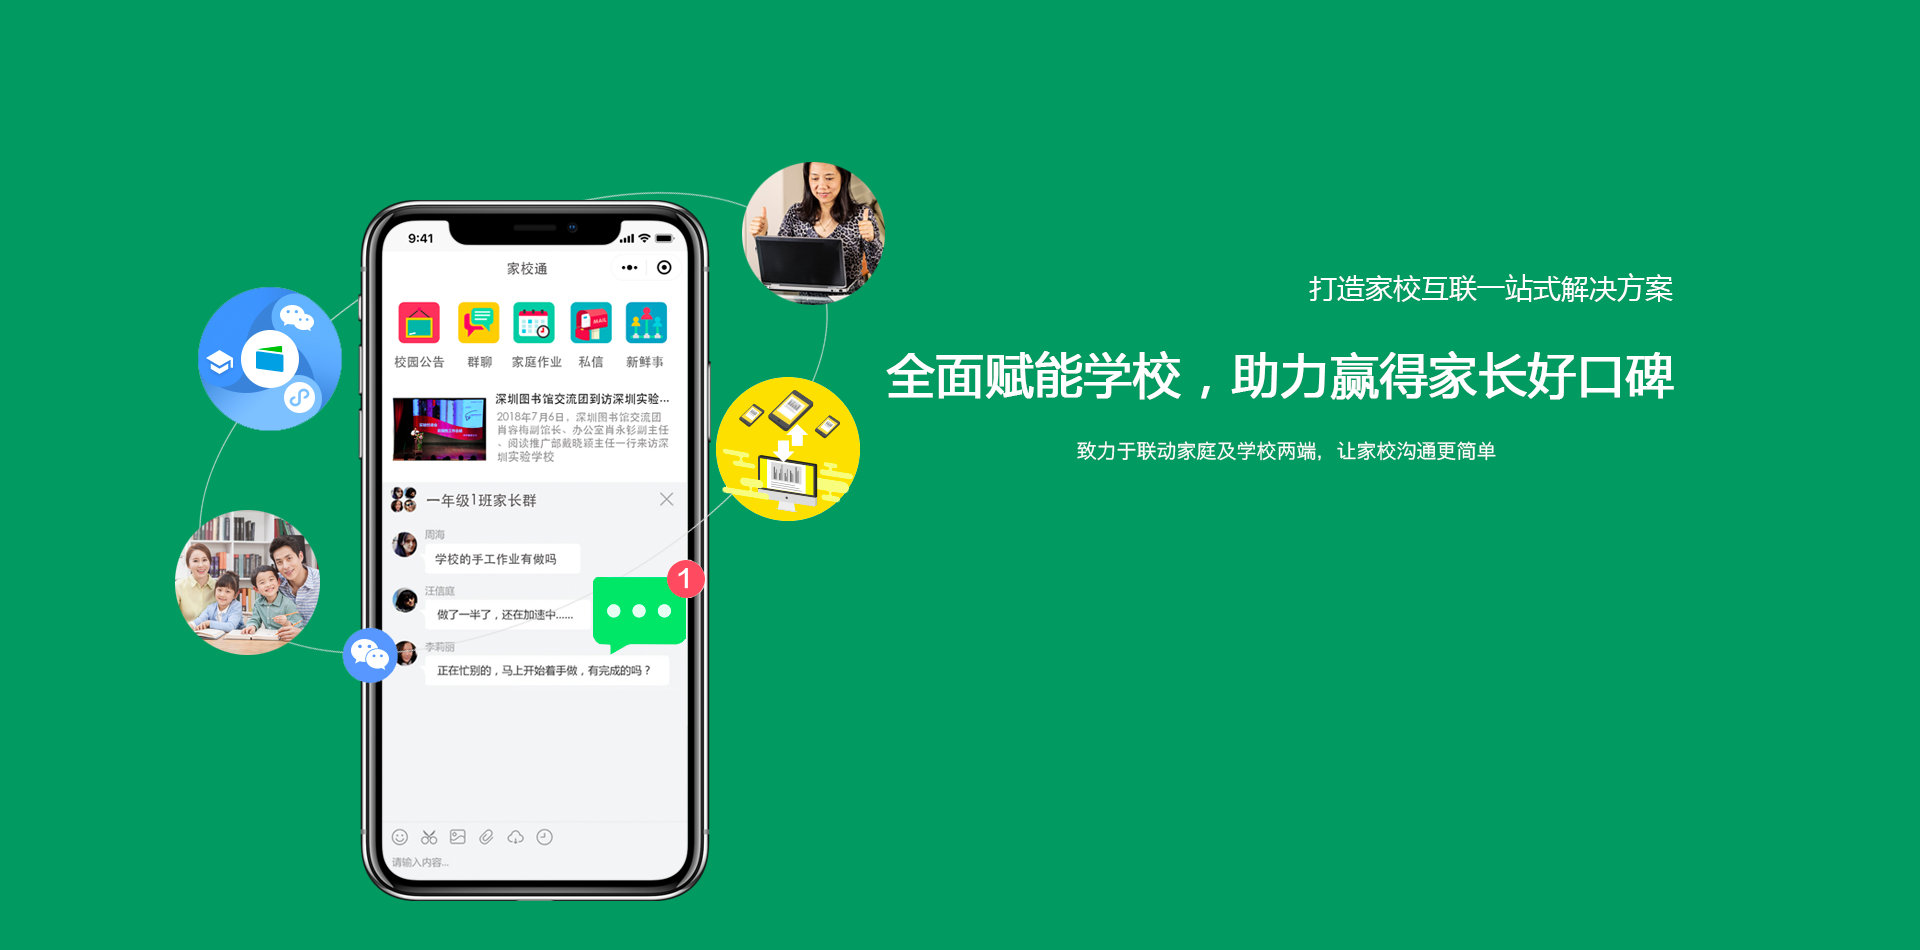 9:41
家校通
校园公告
群聊
家庭作业
私信
新鲜事
MAIL
深圳图书馆交流团到访深圳实验...
2018年7月6日，深圳图书馆交流团
肖容梅副馆长、办公室肖永钐副主任
、阅读推广部戴晓颖主任一行来访深
圳实验学校
一年级1班家长群
周海
学校的手工作业有做吗
汪信庭
做了一半了，还在加速中......
1
李莉丽
正在忙别的，马上开始着手做，有完成的吗？
请输入内容...
打造家校互联一站式解决方案
全面赋能学校，助力赢得家长好口碑
致力于联动家庭及学校两端，让家校沟通更简单